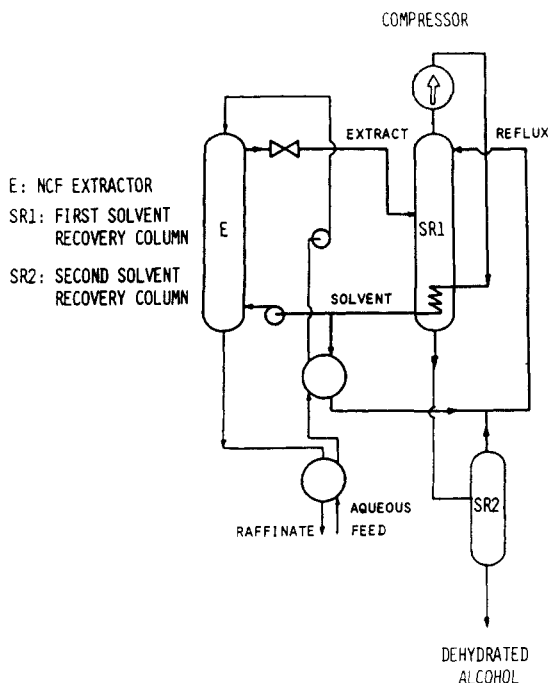 COMPRESSOR
EXTRACT
REFLUX
E: NCF EXTRACTOR
SR1: FIRST SOLVENT
RECOVERY COLUMN
SR2: SECOND SOLVENT
RECOVERY COLUMN
E
SR1
SOLVENT
SR2
AQUEOUS
FEED
RAFFINATE
DEHYDRATED
ALCOHOL